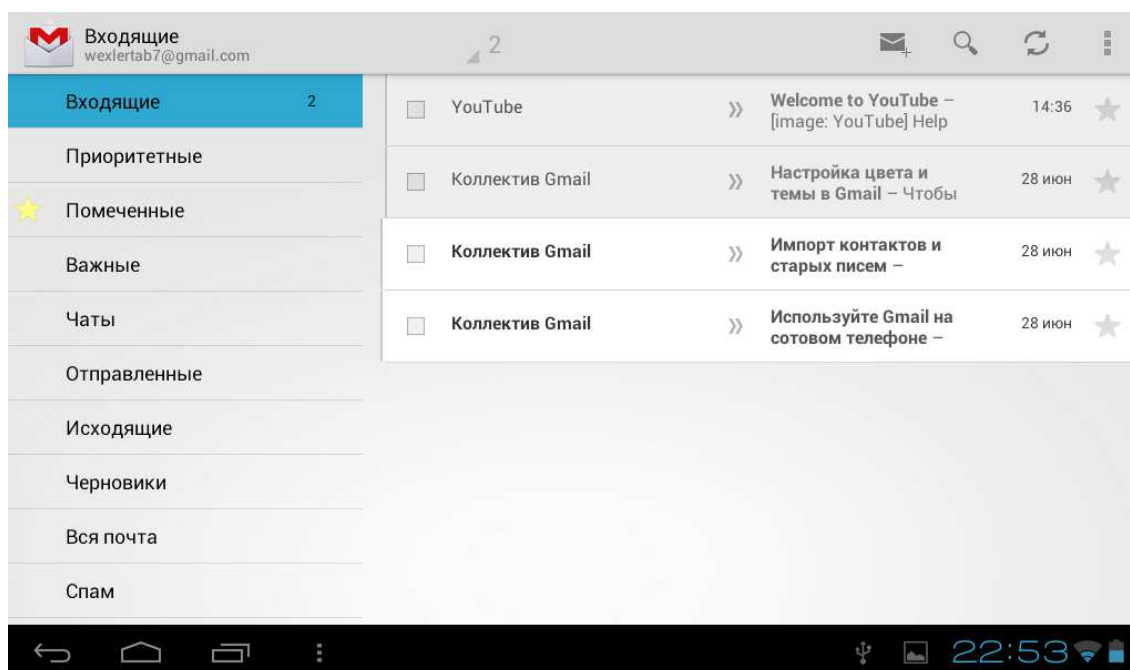 Входящие
wexlertab7@gmail.com
2
Входящие 2
Приоритетные
Помеченные
Важные
Чаты
Отправленные
Исходящие
Черновики
Вся почта
Спам
YouTube
Welcome to YouTube –
[image: YouTube] Help
14:36
Коллектив Gmail
Настройка цвета и
темы в Gmail – Чтобы
28 июн
Коллектив Gmail
Импорт контактов и
старых писем –
28 июн
Коллектив Gmail
Используйте Gmail на
сотовом телефоне –
28 июн
22:53